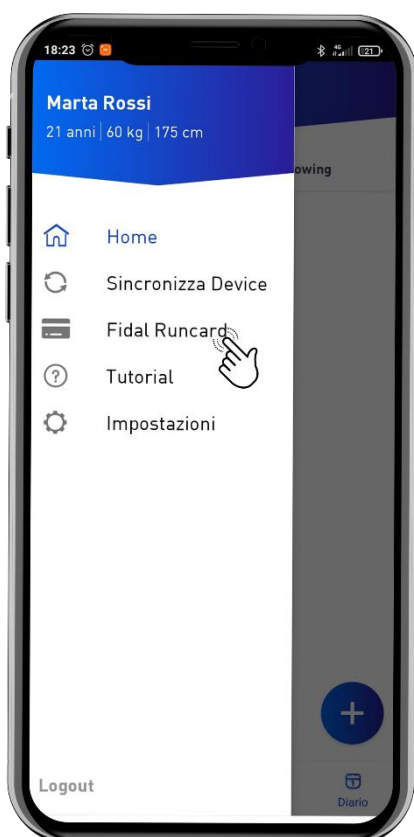 18:23
4G
21
Marta Rossi
21 anni | 60 kg | 175 cm
owing
Home
Sincronizza Device
Fidal Runcard
Tutorial
Impostazioni
Logout
Diario